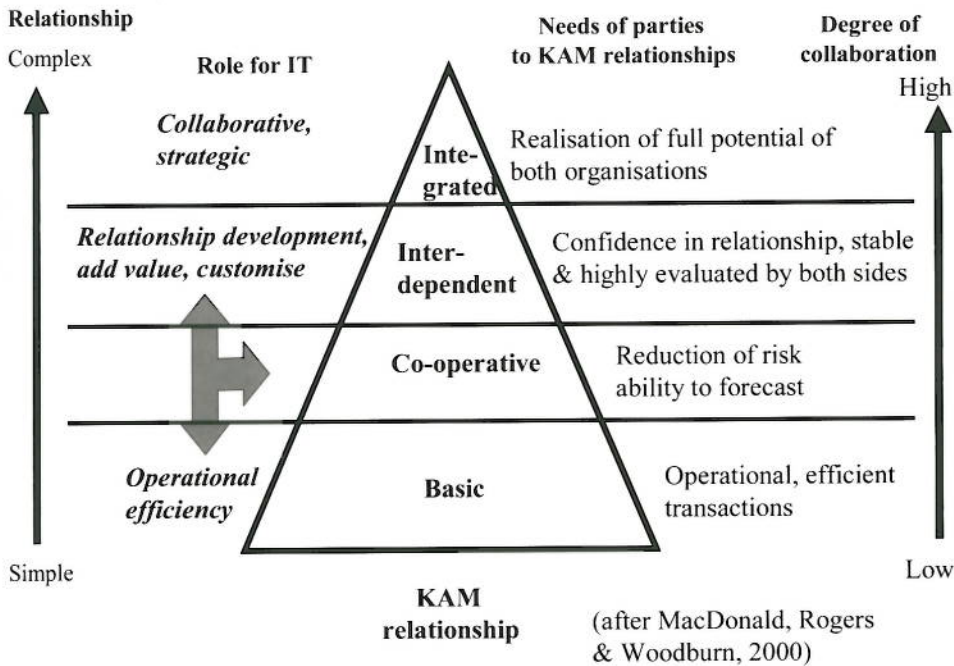 Relationship
Complex
Role for IT
Needs of parties
to KAM relationships
Degree of
collaboration
High
Collaborative,
strategic
Inte-
grated
Realisation of full potential of
both organisations
Relationship development,
add value, customise
Inter-
dependent
Confidence in relationship, stable
& highly evaluated by both sides
Co-operative
Reduction of risk
ability to forecast
Operational
efficiency
Basic
Operational, efficient
transactions
Simple
Low
KAM
relationship
(after MacDonald, Rogers
& Woodburn, 2000)